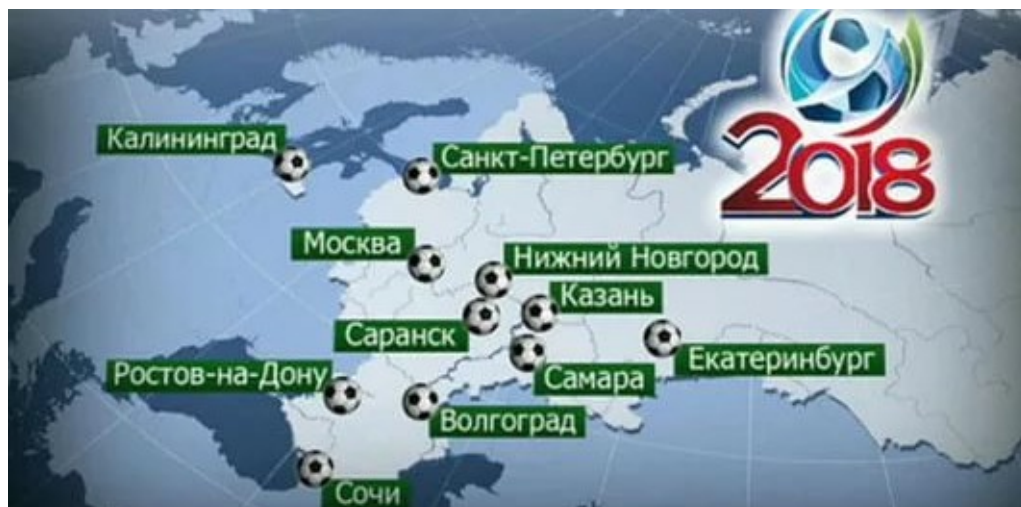 2018
Калининград
Санкт-Петербург
Москва
Нижний Новгород
Казань
Саранск
Екатеринбург
Ростов-на-Дону
Самара
Волгоград
Сочи